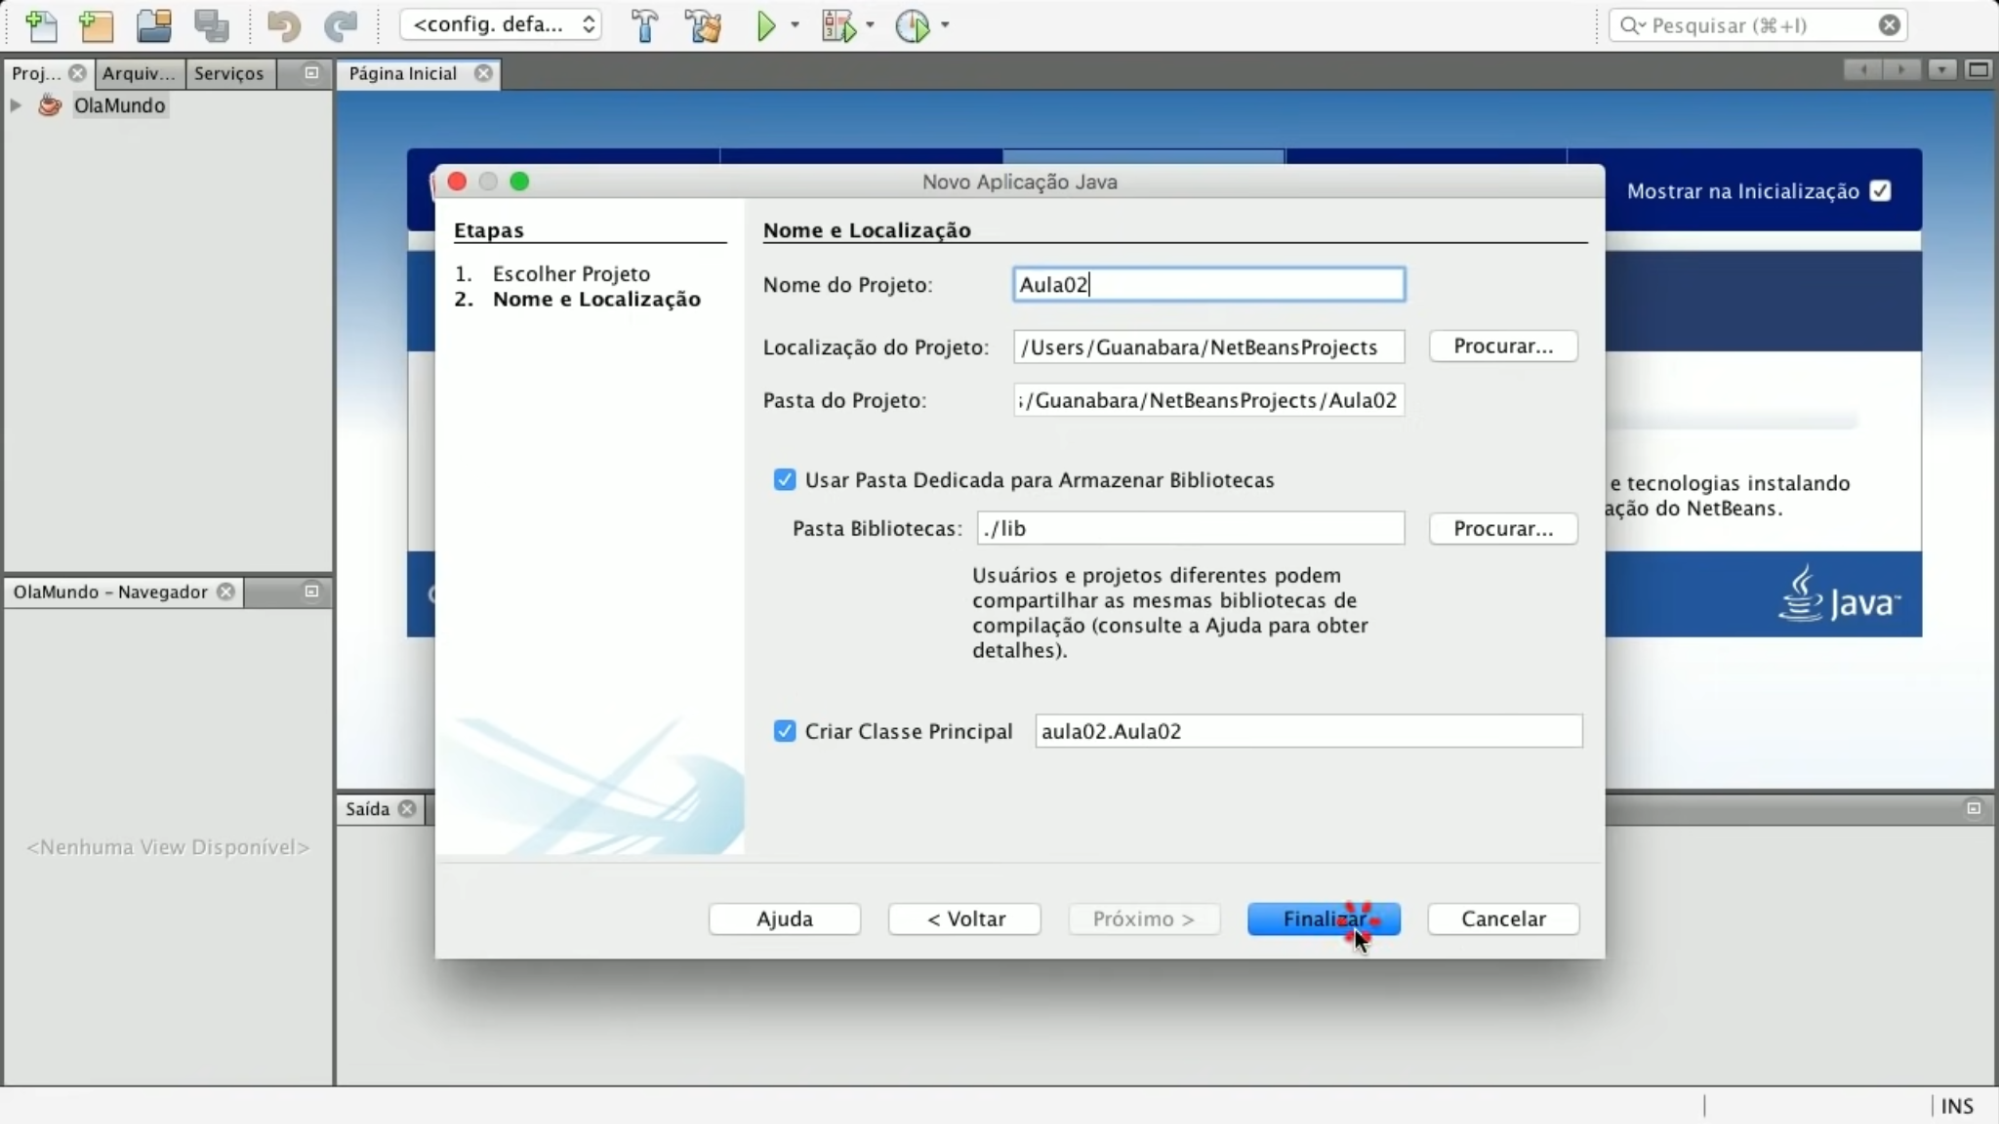 <config. defa...
Pesquisar (⌘+I)
Proj...
Arquiv...
Serviços
Página Inicial
OlaMundo
Mostrar na Inicialização
Novo Aplicação Java
Etapas
1. Escolher Projeto
2. Nome e Localização
Nome e Localização
Nome do Projeto: Aula02
Localização do Projeto: /Users/Guanabara/NetBeansProjects Procurar...
Pasta do Projeto: /Guanabara/NetBeansProjects/Aula02
Usar Pasta Dedicada para Armazenar Bibliotecas
Pasta Bibliotecas: ./lib Procurar...
Usuários e projetos diferentes podem
compartilhar as mesmas bibliotecas de
compilação (consulte a Ajuda para obter
detalhes).
Criar Classe Principal aula02.Aula02
Ajuda
< Voltar
Próximo >
Finalizar
Cancelar
e tecnologias instalando
ação do NetBeans.
Java
OlaMundo - Navegador
<Nenhuma View Disponível>
Saída
INS